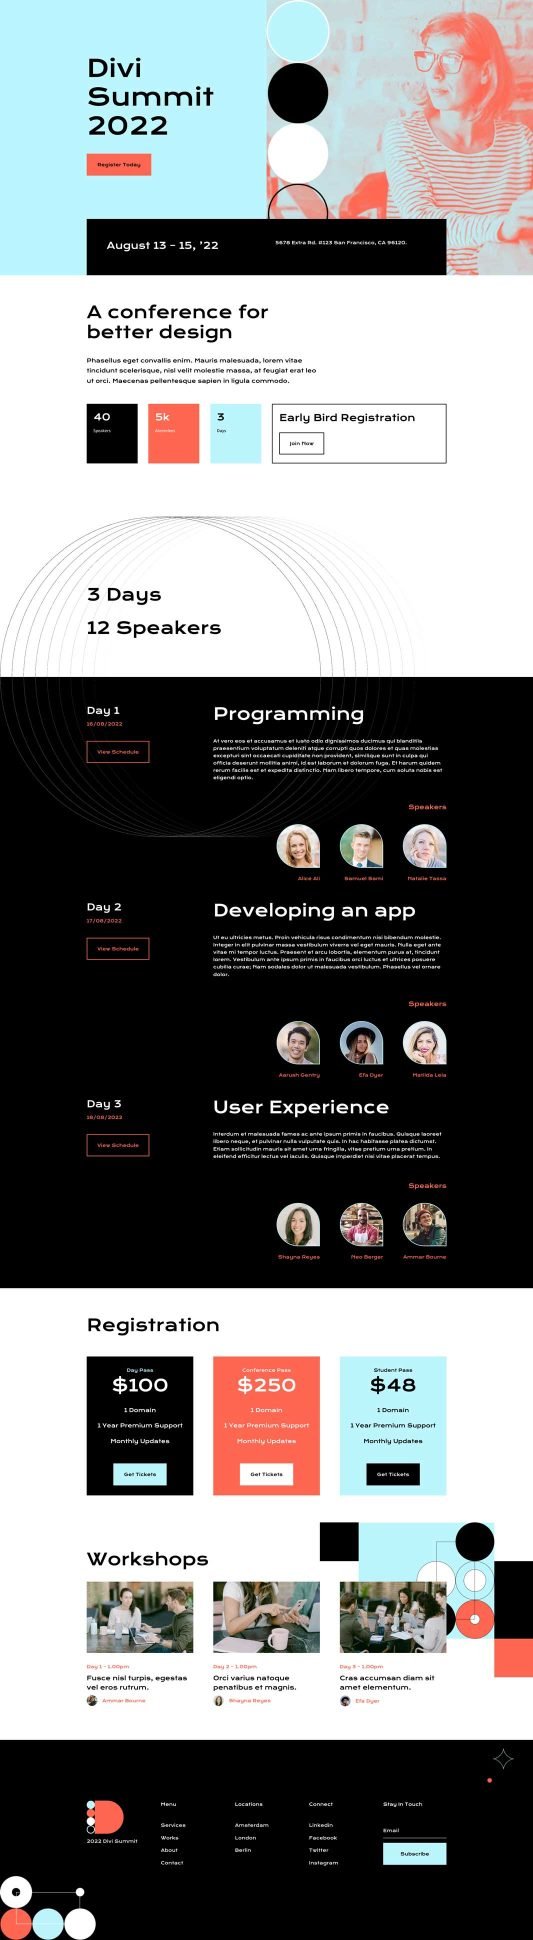 Divi
Summit
2022
Register Today
August 13 – 15, '22
5678 Extra Rd. #123 San Francisco, CA 96120.
A conference for
better design
Phasellus eget convallis enim. Mauris malesuada, lorem vitae
tincidunt scelerisque, nisl velit molestie massa, at feugiat erat leo
ut orci. Maecenas pellentesque sapien in ligula commodo.
40
Speakers
5k
Attendees
3
Days
Early Bird Registration
Join Now
3 Days
12 Speakers
Day 1
Programming
View Schedule
At vero eos et accusamus et iusto odio dignissimos ducimus qui blanditiis
praesentium voluptatum deleniti atque corrupti quos dolores et quas molestias
excepturi sint occaecati cupiditate non provident, similique sunt in culpa qui
officia deserunt mollitia animi, id est laborum et dolorum fuga. Et harum quidem
rerum facilis est et expedita distinctio. Nam libero tempore, cum soluta nobis est
eligendi optio.
Speakers
Alice Ali
Samuel Sami
Natalie Tassa
Day 2
17/08/2022
Developing an app
View Schedule
Ut eu ultricies metus. Proin vehicula risus condimentum nisi bibendum molestie.
Integer in elit pulvinar massa vestibulum viverra vel eget mauris. Nulla eget ante
vitae mi tempor luctus. Praesent et arcu lobortis, elementum purus at, tincidunt
lorem. Vestibulum ante ipsum primis in faucibus orci luctus et ultrices posuere
cubilia curae; Nam sodales dolor ut malesuada vestibulum. Phasellus vel ornare
dolor.
Speakers
Aarush Gentry
Efa Dyer
Matilda Leia
Day 3
User Experience
View Schedule
Interdum et malesuada fames ac ante ipsum primis in faucibus. Quisque laoreet
libero neque, et pulvinar nulla vulputate quis. In hac habitasse platea dictumst.
Etiam sollicitudin mauris sit amet urna fringilla, vitae pretium urna pretium. In
eleifend efficitur lectus vel iaculis. Quisque imperdiet nisl vitae placerat tempus.
Speakers
Shayna Reyes
Neo Berger
Ammar Bourne
Registration
Day Pass
$100
1 Domain
1 Year Premium Support
Monthly Updates
Get Tickets
Conference Pass
$250
1 Domain
1 Year Premium Support
Monthly Updates
Get Tickets
Student Pass
$48
1 Domain
1 Year Premium Support
Monthly Updates
Get Tickets
Workshops
Day 1 - 1.00pm
Fusce nisl turpis, egestas
vel eros rutrum.
Ammar Bourne
Day 2 - 1.00pm
Orci varius natoque
penatibus et magnis.
Shayna Reyes
Day 3 - 1.00pm
Cras accumsan diam sit
amet elementum.
Efa Dyer
2022 Divi Summit
Menu
Services
Works
About
Contact
Locations
Amsterdam
London
Berlin
Connect
Linkedin
Facebook
Twitter
Instagram
Stay In Touch
Email
Subscribe